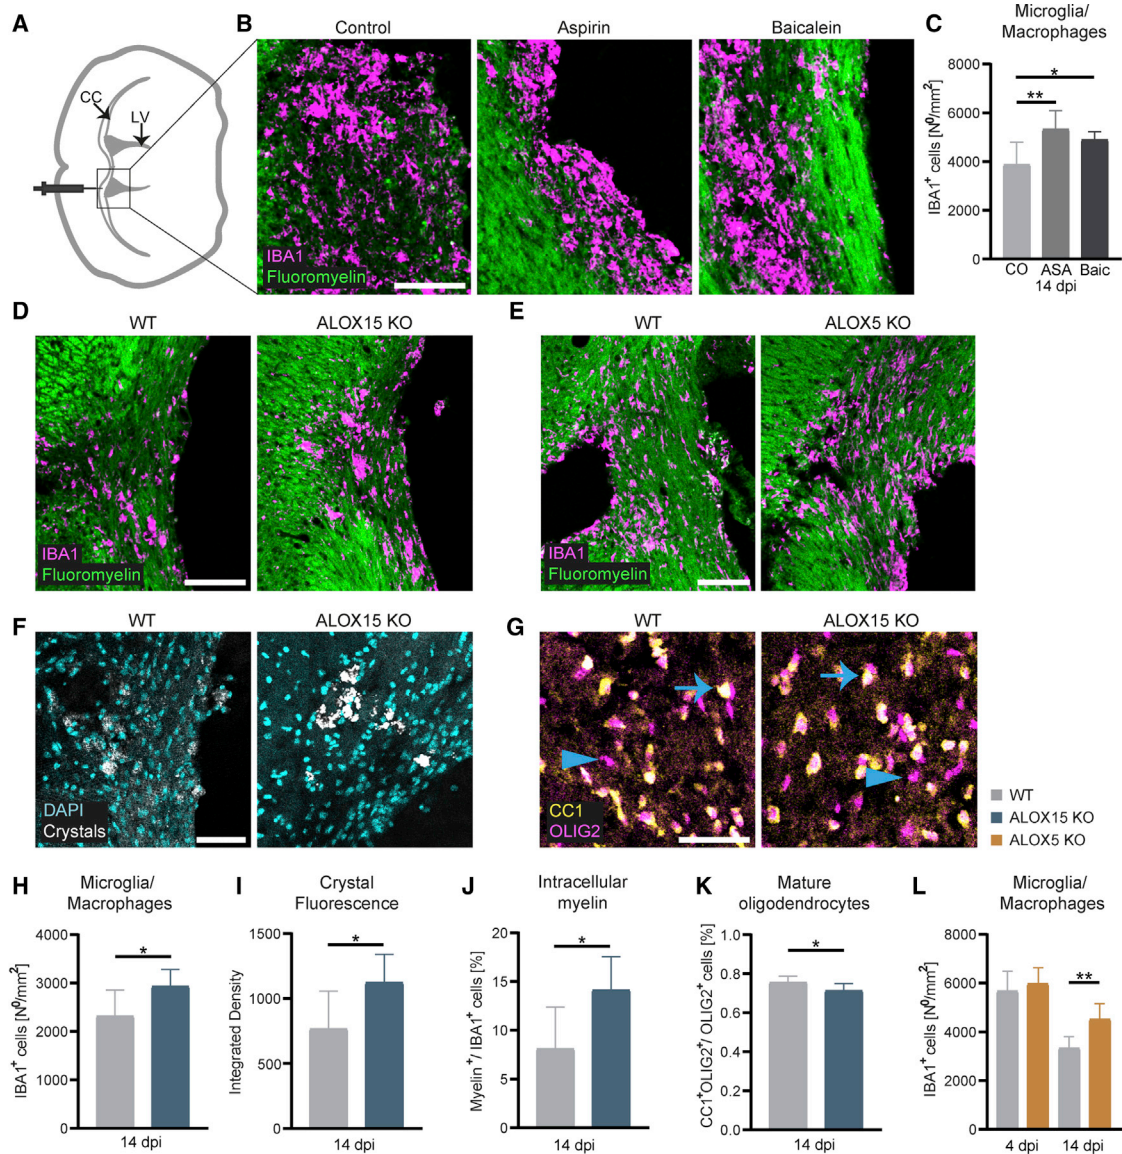 A
CC
LV
B
Control
Aspirin
Baicalein
IBA1
Fluoromyelin
C
Microglia/
Macrophages
IBA1⁺ cells [N⁰/mm²]
8000
6000
4000
2000
0
*
**
CO ASA Baic
14 dpi
D
WT
ALOX15 KO
IBA1
Fluoromyelin
E
WT
ALOX5 KO
IBA1
Fluoromyelin
F
WT
ALOX15 KO
DAPI
Crystals
G
WT
ALOX15 KO
CC1
OLIG2
WT
ALOX15 KO
ALOX5 KO
H
Microglia/
Macrophages
IBA1⁺ cells [N⁰/mm²]
4000
3000
2000
1000
0
*
14 dpi
I
Crystal
Fluorescence
Integrated Density
1500
1000
500
0
*
14 dpi
J
Intracellular
myelin
Myelin⁺/ IBA1⁺ cells [%]
20
15
10
5
0
*
14 dpi
K
Mature
oligodendrocytes
CC1⁺OLIG2⁺/ OLIG2⁺ cells [%]
1.0
0.8
0.6
0.4
0.2
0.0
*
14 dpi
L
Microglia/
Macrophages
IBA1⁺ cells [N⁰/mm²]
8000
6000
4000
2000
0
**
4 dpi 14 dpi